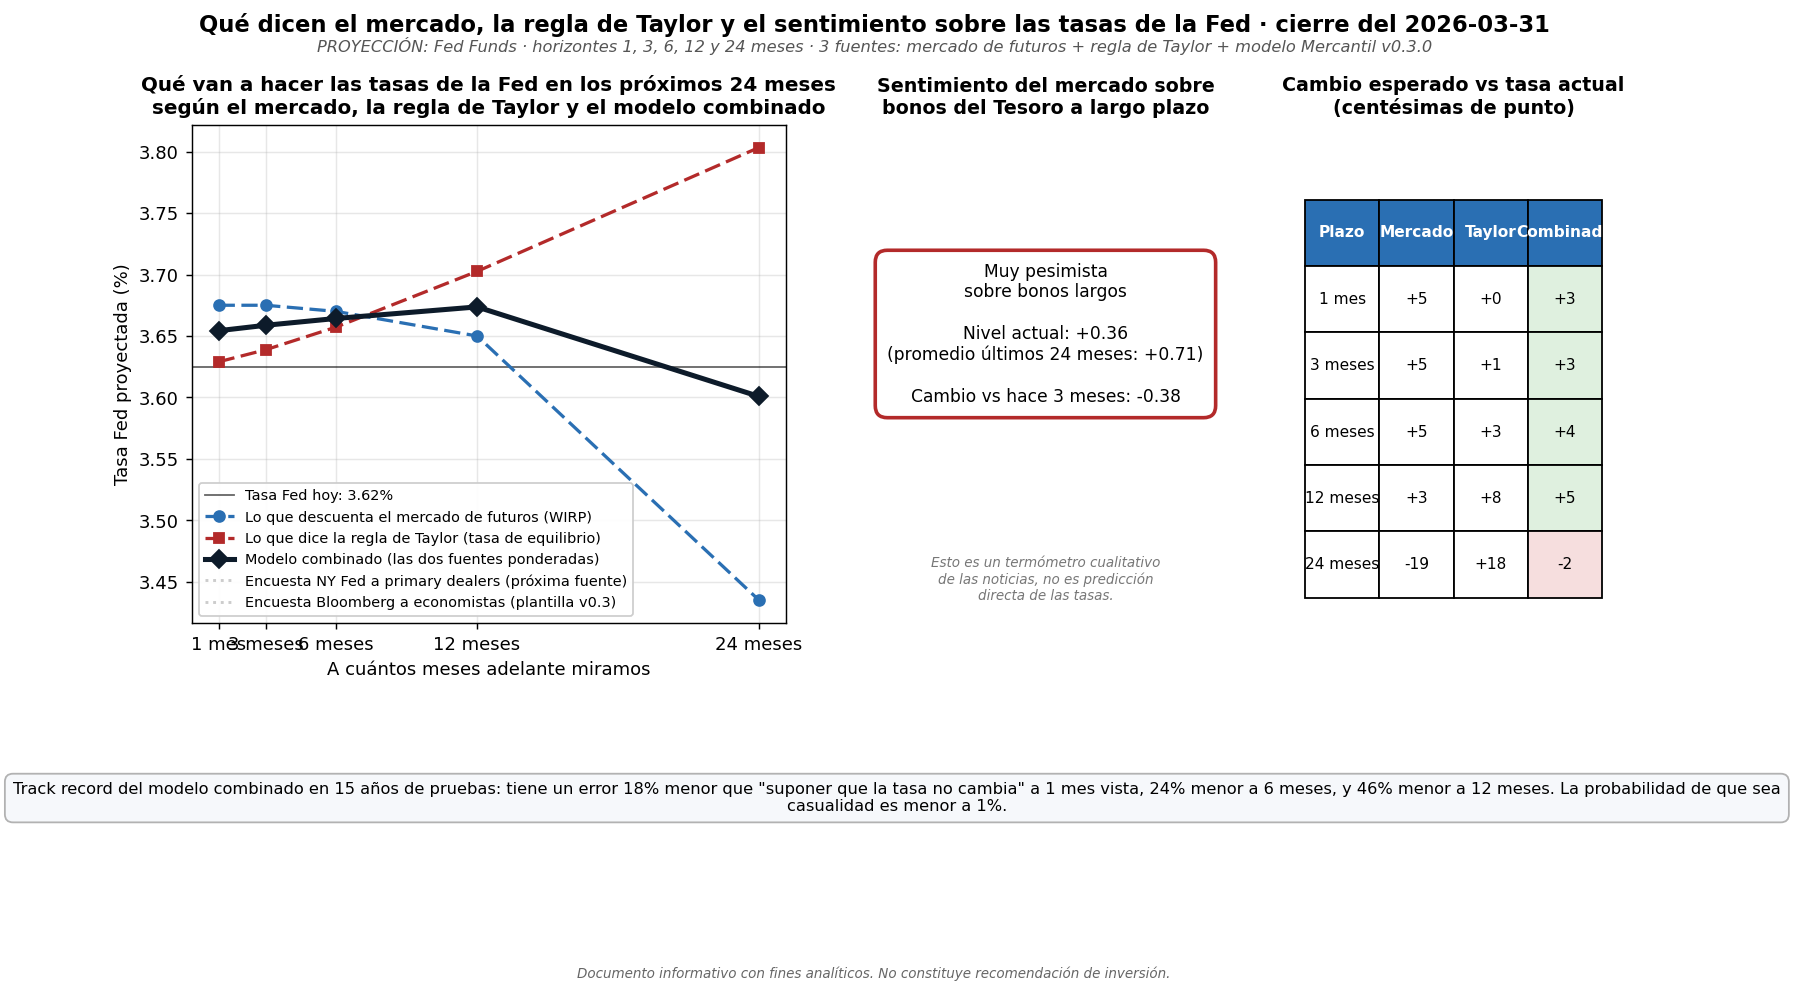 Qué dicen el mercado, la regla de Taylor y el sentimiento sobre las tasas de la Fed · cierre del 2026-03-31
PROYECCIÓN: Fed Funds · horizontes 1, 3, 6, 12 y 24 meses · 3 fuentes: mercado de futuros + regla de Taylor + modelo Mercantil v0.3.0
Qué van a hacer las tasas de la Fed en los próximos 24 meses
según el mercado, la regla de Taylor y el modelo combinado
Tasa Fed proyectada (%)
3.80
3.75
3.70
3.65
3.60
3.55
3.50
3.45
Tasa Fed hoy: 3.62%
Lo que descuenta el mercado de futuros (WIRP)
Lo que dice la regla de Taylor (tasa de equilibrio)
Modelo combinado (las dos fuentes ponderadas)
Encuesta NY Fed a primary dealers (próxima fuente)
Encuesta Bloomberg a economistas (plantilla v0.3)
1 mes 3 meses 6 meses 12 meses 24 meses
A cuántos meses adelante miramos
Sentimiento del mercado sobre
bonos del Tesoro a largo plazo
Muy pesimista
sobre bonos largos
Nivel actual: +0.36
(promedio últimos 24 meses: +0.71)
Cambio vs hace 3 meses: -0.38
Esto es un termómetro cualitativo
de las noticias, no es predicción
directa de las tasas.
Cambio esperado vs tasa actual
(centésimas de punto)
Plazo Mercado Taylor Combinad
1 mes +5 +0 +3
3 meses +5 +1 +3
6 meses +5 +3 +4
12 meses +3 +8 +5
24 meses -19 +18 -2
Track record del modelo combinado en 15 años de pruebas: tiene un error 18% menor que "suponer que la tasa no cambia" a 1 mes vista, 24% menor a 6 meses, y 46% menor a 12 meses. La probabilidad de que sea
casualidad es menor a 1%.
Documento informativo con fines analíticos. No constituye recomendación de inversión.